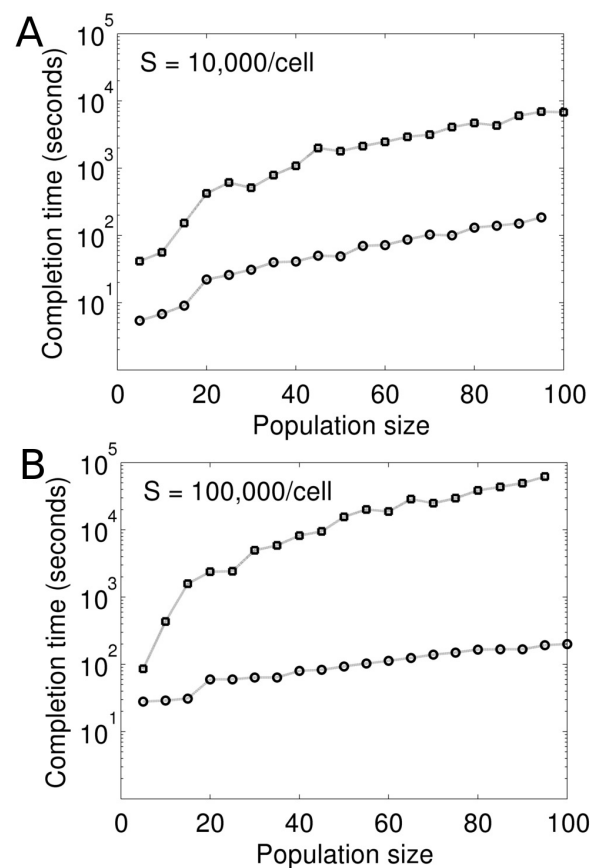 A
S = 10,000/cell
Completion time (seconds)
10^5
10^4
10^3
10^2
10^1
0 20 40 60 80 100
Population size
B
S = 100,000/cell
Completion time (seconds)
10^5
10^4
10^3
10^2
10^1
0 20 40 60 80 100
Population size